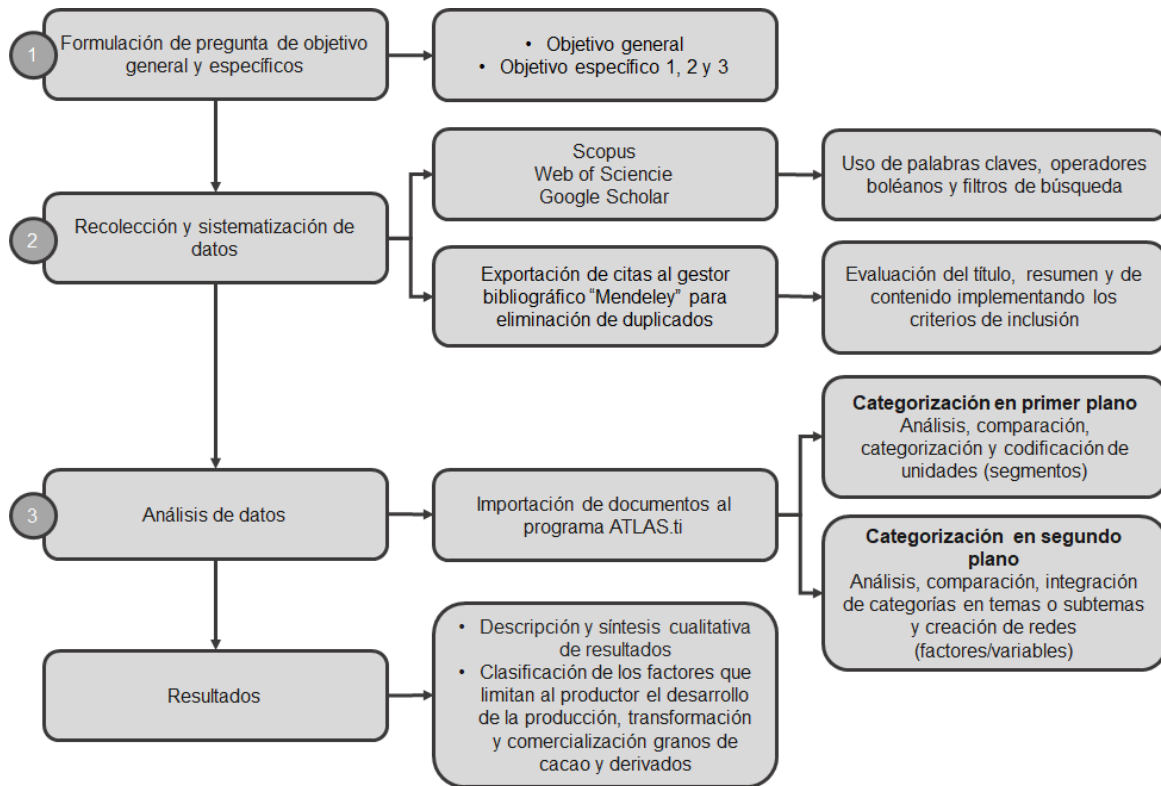 1
Formulación de pregunta de objetivo
general y específicos
• Objetivo general
• Objetivo específico 1, 2 y 3
2
Recolección y sistematización de
datos
Scopus
Web of Sciencie
Google Scholar
Uso de palabras claves, operadores
boléanos y filtros de búsqueda
Exportación de citas al gestor
bibliográfico “Mendeley” para
eliminación de duplicados
Evaluación del título, resumen y de
contenido implementando los
criterios de inclusión
3
Análisis de datos
Importación de documentos al
programa ATLAS.ti
Categorización en primer plano
Análisis, comparación,
categorización y codificación de
unidades (segmentos)
Categorización en segundo
plano
Análisis, comparación, integración
de categorías en temas o subtemas
y creación de redes
(factores/variables)
Resultados
• Descripción y síntesis cualitativa
de resultados
• Clasificación de los factores que
limitan al productor el desarrollo
de la producción, transformación
y comercialización granos de
cacao y derivados